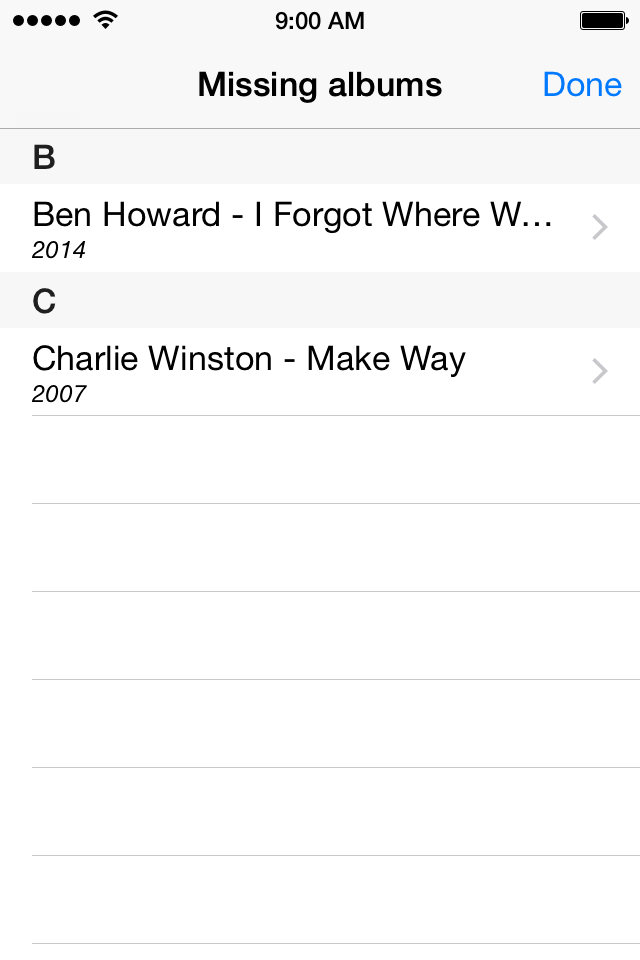 9:00 AM
Missing albums
Done
B
Ben Howard - I Forgot Where W...
2014
C
Charlie Winston - Make Way
2007